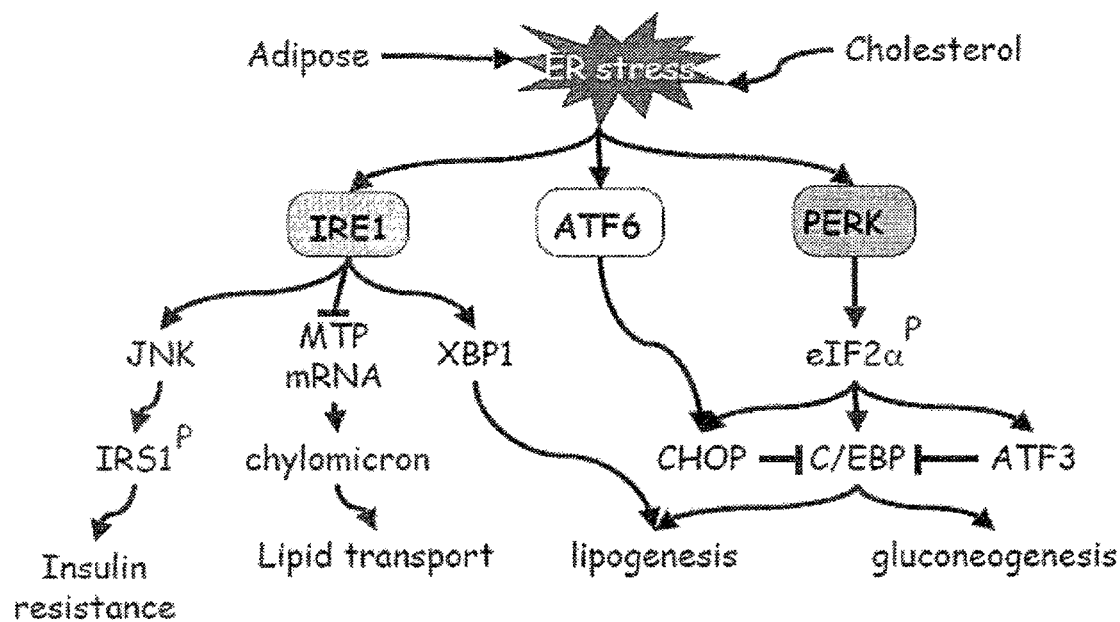 Adipose
ER stress
Cholesterol
IRE1
ATF6
PERK
JNK
MTP
mRNA
XBP1
eIF2α P
IRS1 P
chylomicron
CHOP
C/EBP
ATF3
Insulin
resistance
Lipid transport
lipogenesis
gluconeogenesis